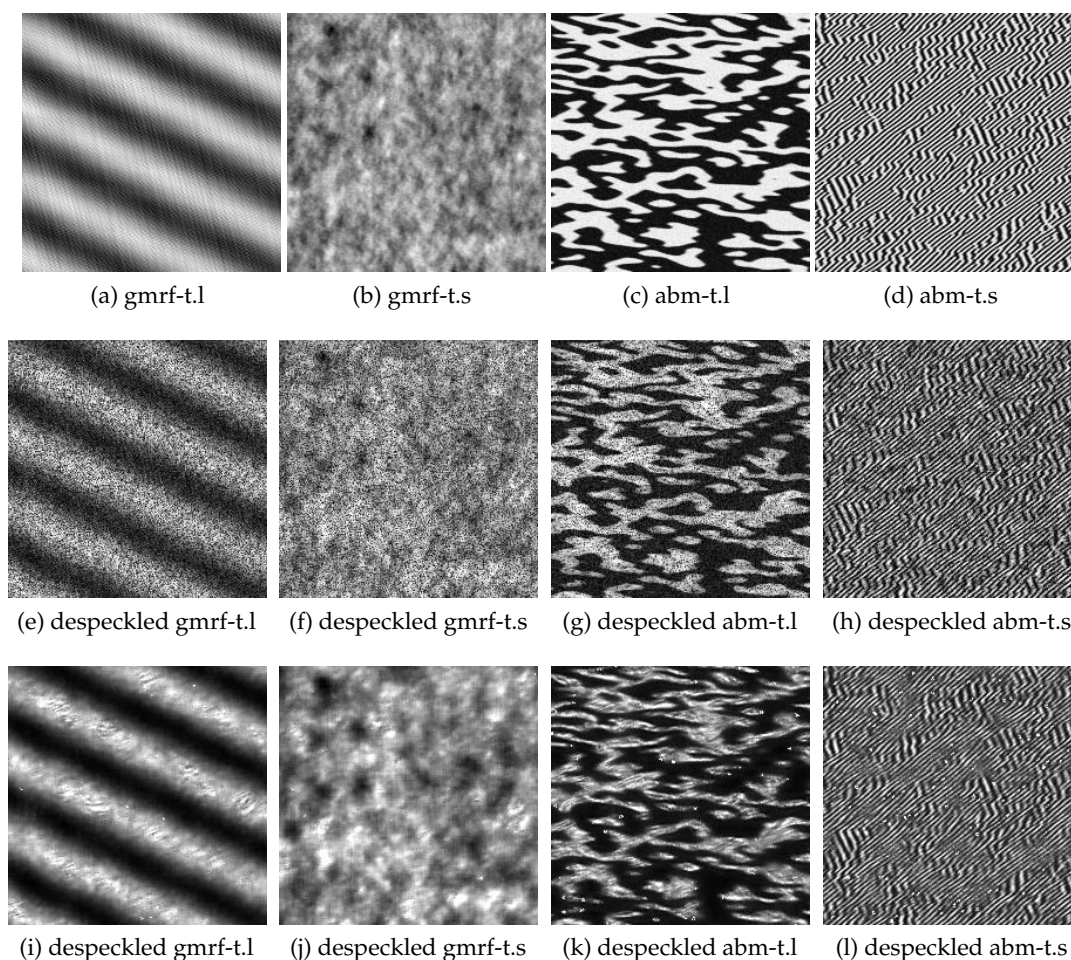 (a) gmrf-t.l (b) gmrf-t.s (c) abm-t.l (d) abm-t.s
(e) despeckled gmrf-t.l (f) despeckled gmrf-t.s (g) despeckled abm-t.l (h) despeckled abm-t.s
(i) despeckled gmrf-t.l (j) despeckled gmrf-t.s (k) despeckled abm-t.l (l) despeckled abm-t.s